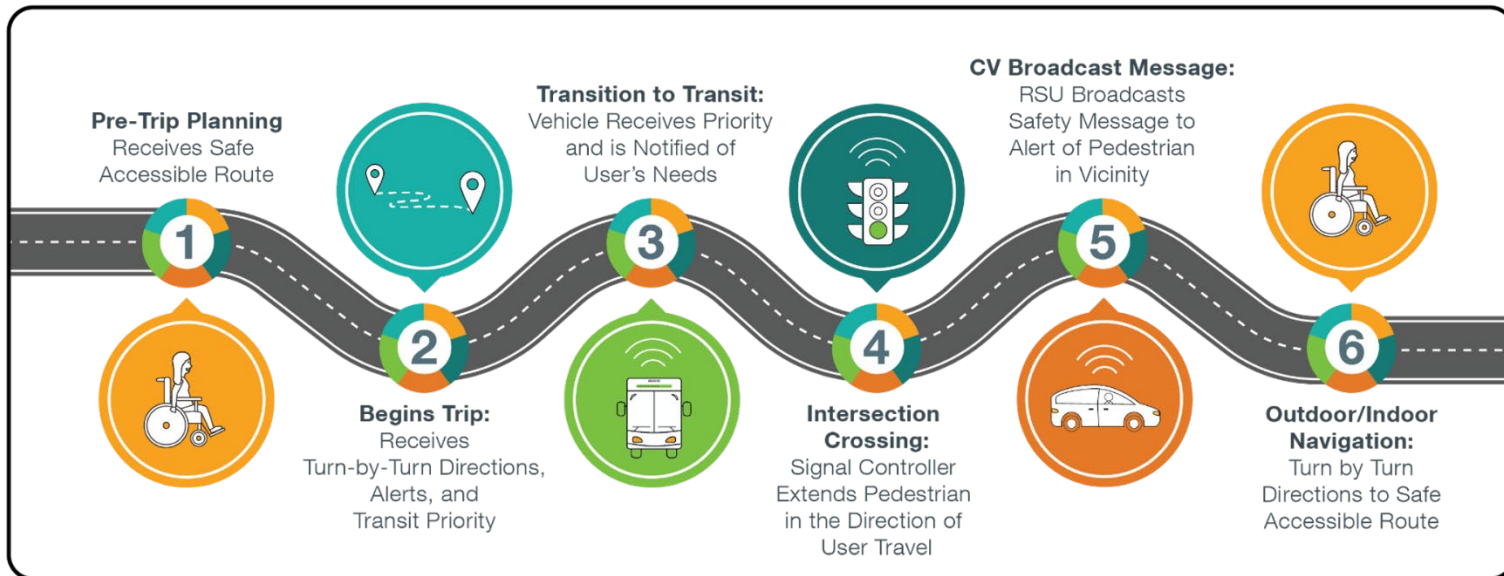 1
Pre-Trip Planning
Receives Safe
Accessible Route
2
Begins Trip:
Receives
Turn-by-Turn Directions,
Alerts, and
Transit Priority
3
Transition to Transit:
Vehicle Receives Priority
and is Notified of
User's Needs
4
Intersection
Crossing:
Signal Controller
Extends Pedestrian
in the Direction of
User Travel
5
CV Broadcast Message:
RSU Broadcasts
Safety Message to
Alert of Pedestrian
in Vicinity
6
Outdoor/Indoor
Navigation:
Turn by Turn
Directions to Safe
Accessible Route